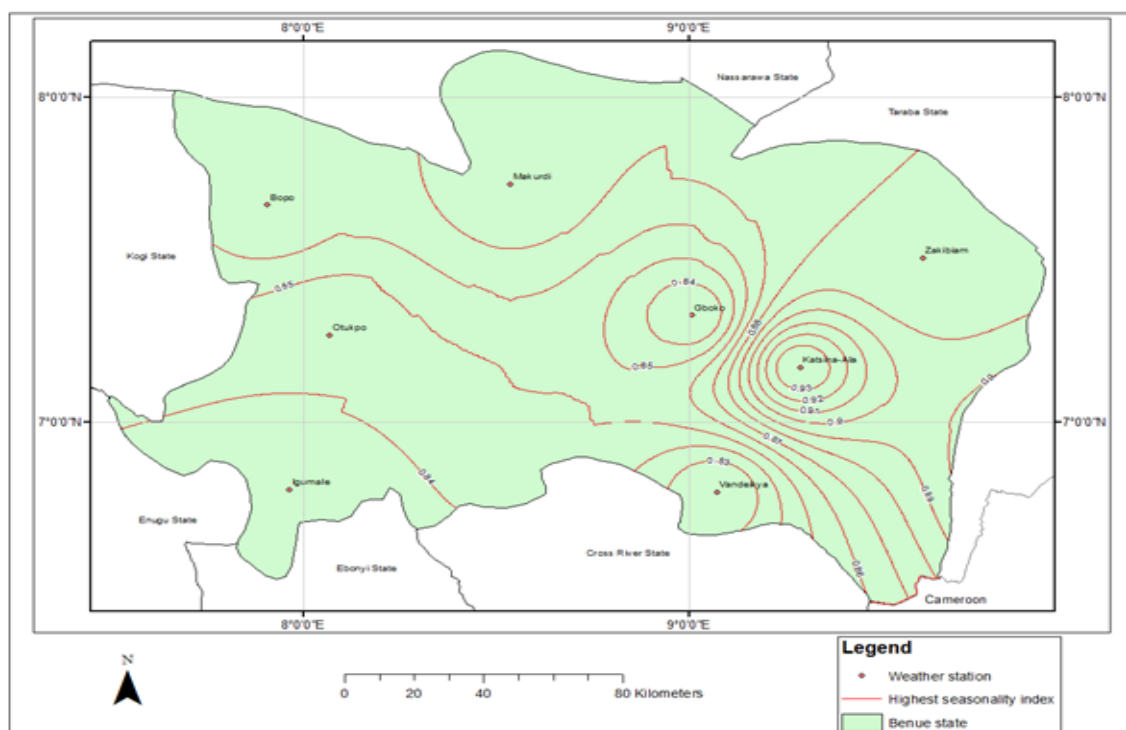 8°0'0"E 9°0'0"E
Nassarawa State
8°0'0"N 8°0'0"N
Taraba State
Makurdi
Bopo
Zakibiam
Kogi State
0.84
0.85
Gboko
0.88
Otukpo
0.85
Katsina-Ala
0.93
0.9
0.92
0.91
0.9
7°0'0"N 7°0'0"N
0.83
0.84
Vandeikya
Igumale
0.89
Enugu State
Cross River State
Ebonyi State
0.86
Cameroon
8°0'0"E 9°0'0"E
N
0 20 40 80 Kilometers
Legend
Weather station
Highest seasonality index
Benue state